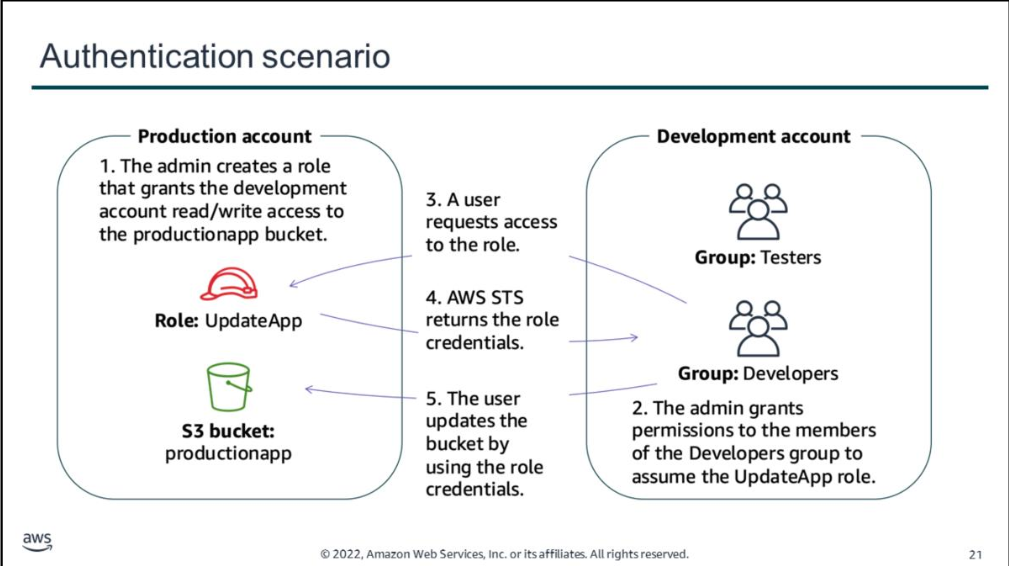 Authentication scenario
Production account
1. The admin creates a role
that grants the development
account read/write access to
the productionapp bucket.
Role: UpdateApp
S3 bucket:
productionapp
3. A user
requests access
to the role.
4. AWS STS
returns the role
credentials.
5. The user
updates the
bucket by
using the role
credentials.
Development account
Group: Testers
Group: Developers
2. The admin grants
permissions to the members
of the Developers group to
assume the UpdateApp role.
aws
© 2022, Amazon Web Services, Inc. or its affiliates. All rights reserved.
21